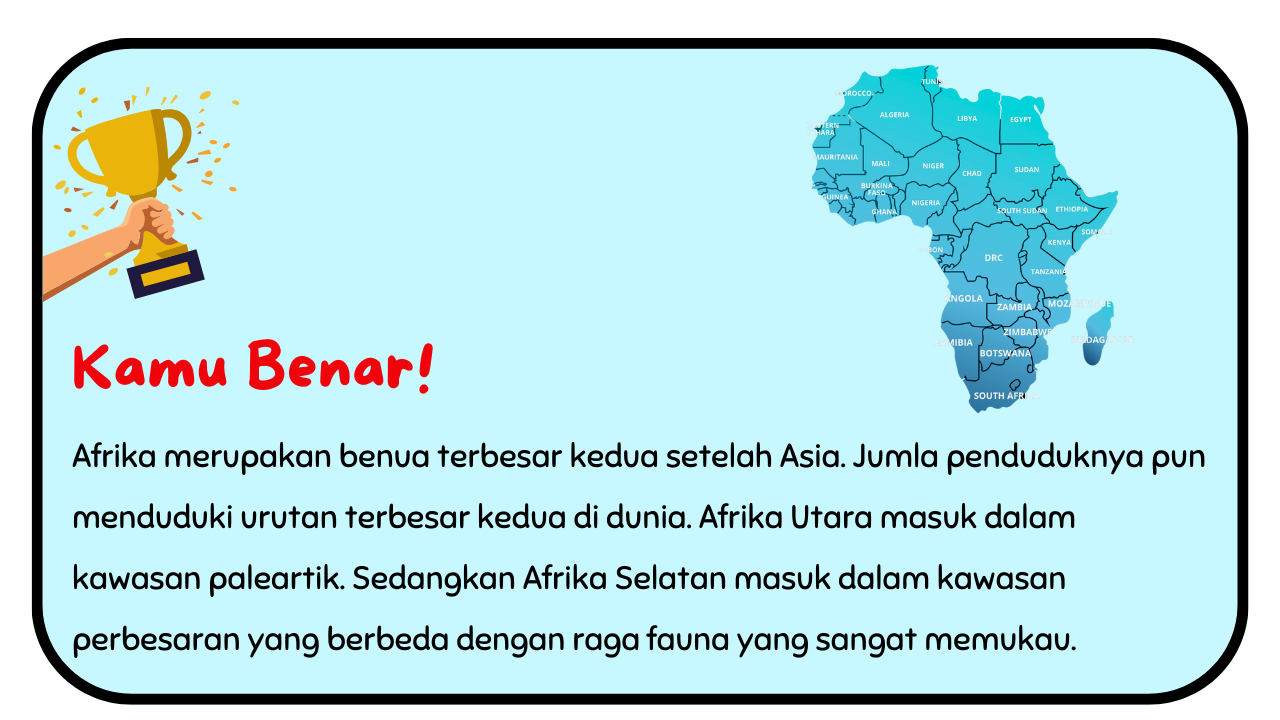 TUNIS
MOROCCO
ALGERIA
LIBYA
EGYPT
MAURITANIA
MALI
NIGER
CHAD
SUDAN
BURKINA
FASO
GUINEA
GHANA
NIGERIA
SOUTH SUDAN
ETHIOPIA
KENYA
DRC
TANZANIA
ANGOLA
ZAMBIA
MOZAMBIQUE
ZIMBABWE
NAMIBIA
BOTSWANA
MADAGASCAR
SOUTH AFRICA
Kamu Benar!
Afrika merupakan benua terbesar kedua setelah Asia. Jumla penduduknya pun
menduduki urutan terbesar kedua di dunia. Afrika Utara masuk dalam
kawasan paleartik. Sedangkan Afrika Selatan masuk dalam kawasan
perbesaran yang berbeda dengan raga fauna yang sangat memukau.